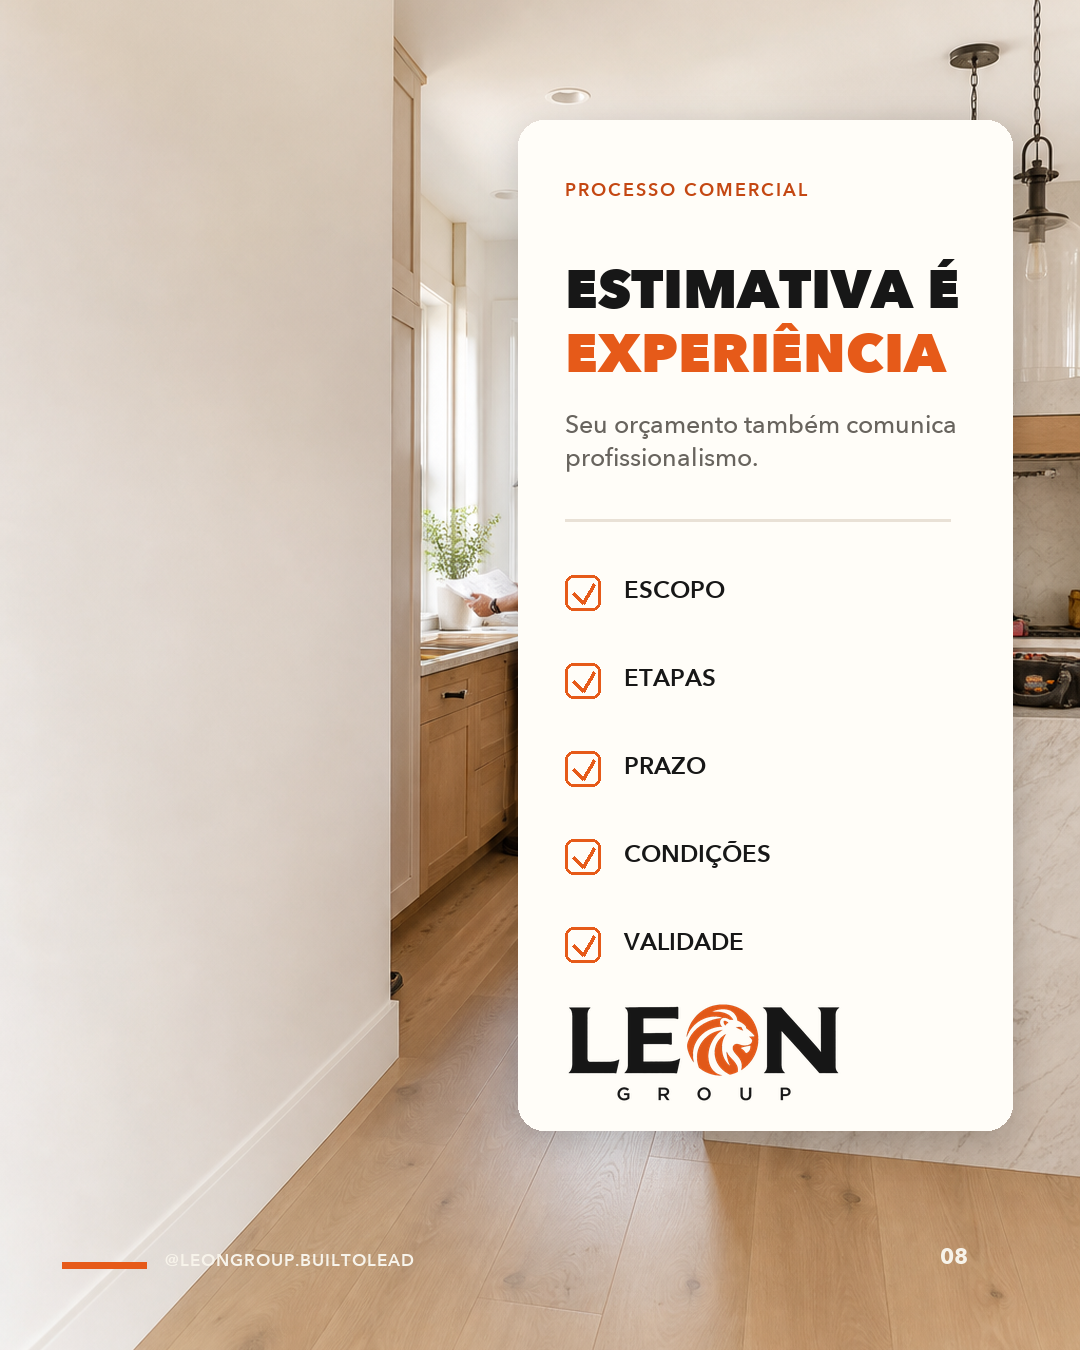 PROCESSO COMERCIAL
ESTIMATIVA É
EXPERIÊNCIA
Seu orçamento também comunica
profissionalismo.
ESCOPO
ETAPAS
PRAZO
CONDIÇÕES
VALIDADE
LEON
GROUP
@LEONGROUP.BUILTOLEAD
08